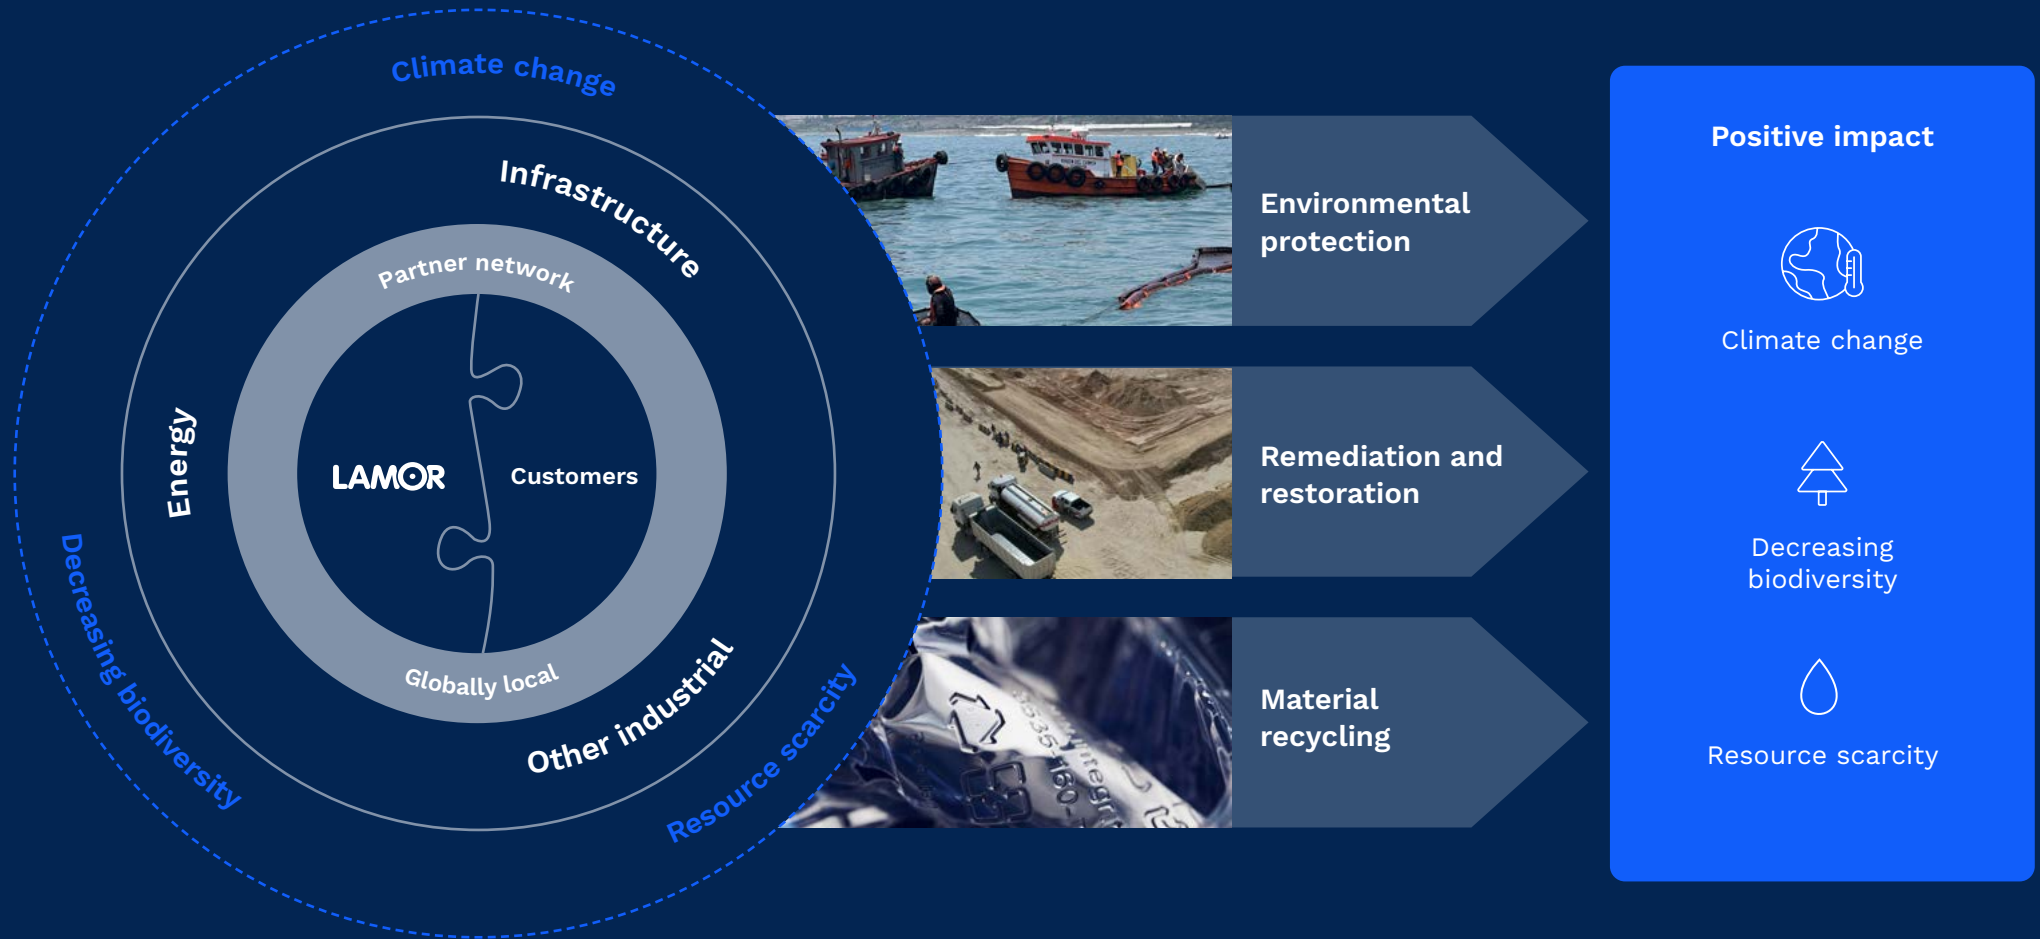 Climate change
Infrastructure
Partner network
Energy
LAMOR
Customers
Globally local
Other industrial
Decreasing biodiversity
Resource scarcity
Environmental
protection
Remediation and
restoration
Material
recycling
Positive impact
Climate change
Decreasing
biodiversity
Resource scarcity